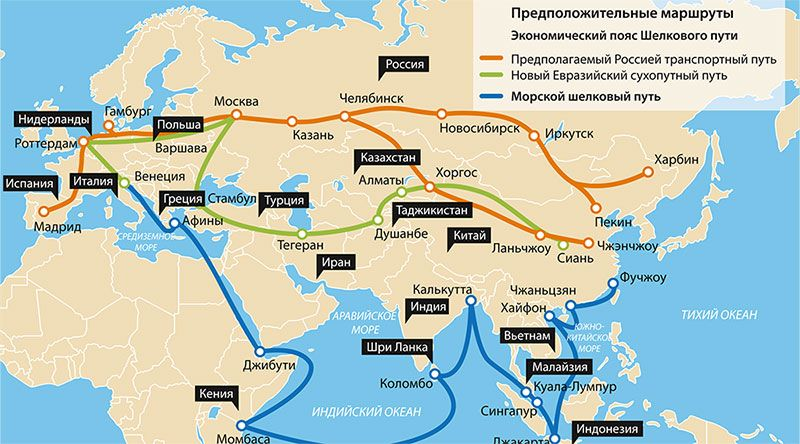 Предположительные маршруты
Экономический пояс Шелкового пути
Предполагаемый Россией транспортный путь
Новый Евразийский сухопутный путь
Морской шелковый путь
Россия
Гамбург
Москва
Челябинск
Нидерланды
Польша
Новосибирск
Роттердам
Варшава
Казань
Иркутск
Казахстан
Харбин
Испания
Италия
Венеция
Алматы
Хоргос
Греция
Стамбул
Турция
Мадрид
Афины
Таджикистан
Пекин
СРЕДИЗЕМНОЕ
МОРЕ
Тегеран
Душанбе
Китай
Ланьчжоу
Сиань
Чжэнчжоу
Иран
Калькутта
Чжаньцзян
Фучжоу
Индия
Хайфон
АРАВИЙСКОЕ
МОРЕ
ТИХИЙ ОКЕАН
ЮЖНО-
КИТАЙСКОЕ
МОРЕ
Вьетнам
Шри Ланка
Джибути
Малайзия
Коломбо
Куала-Лумпур
Кения
ИНДИЙСКИЙ ОКЕАН
Сингапур
Индонезия
Момбаса
Джакарта